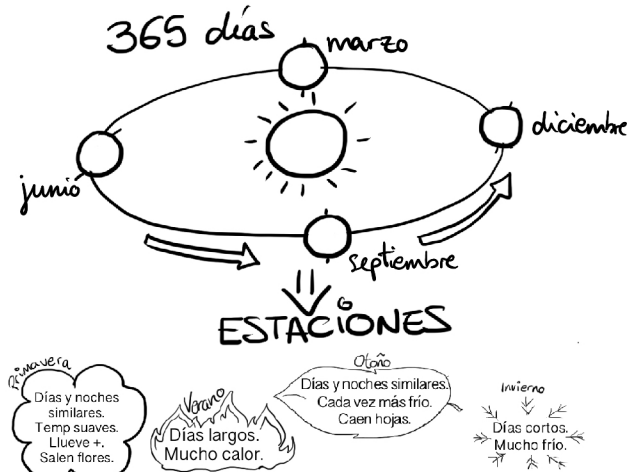 365 días
marzo
diciembre
junio
septiembre
ESTACIONES
Primavera
Días y noches
similares.
Temp suaves.
Llueve +.
Salen flores.
Verano
Días largos.
Mucho calor.
Otoño
Días y noches similares.
Cada vez más frío.
Caen hojas.
Invierno
Días cortos.
Mucho frío.